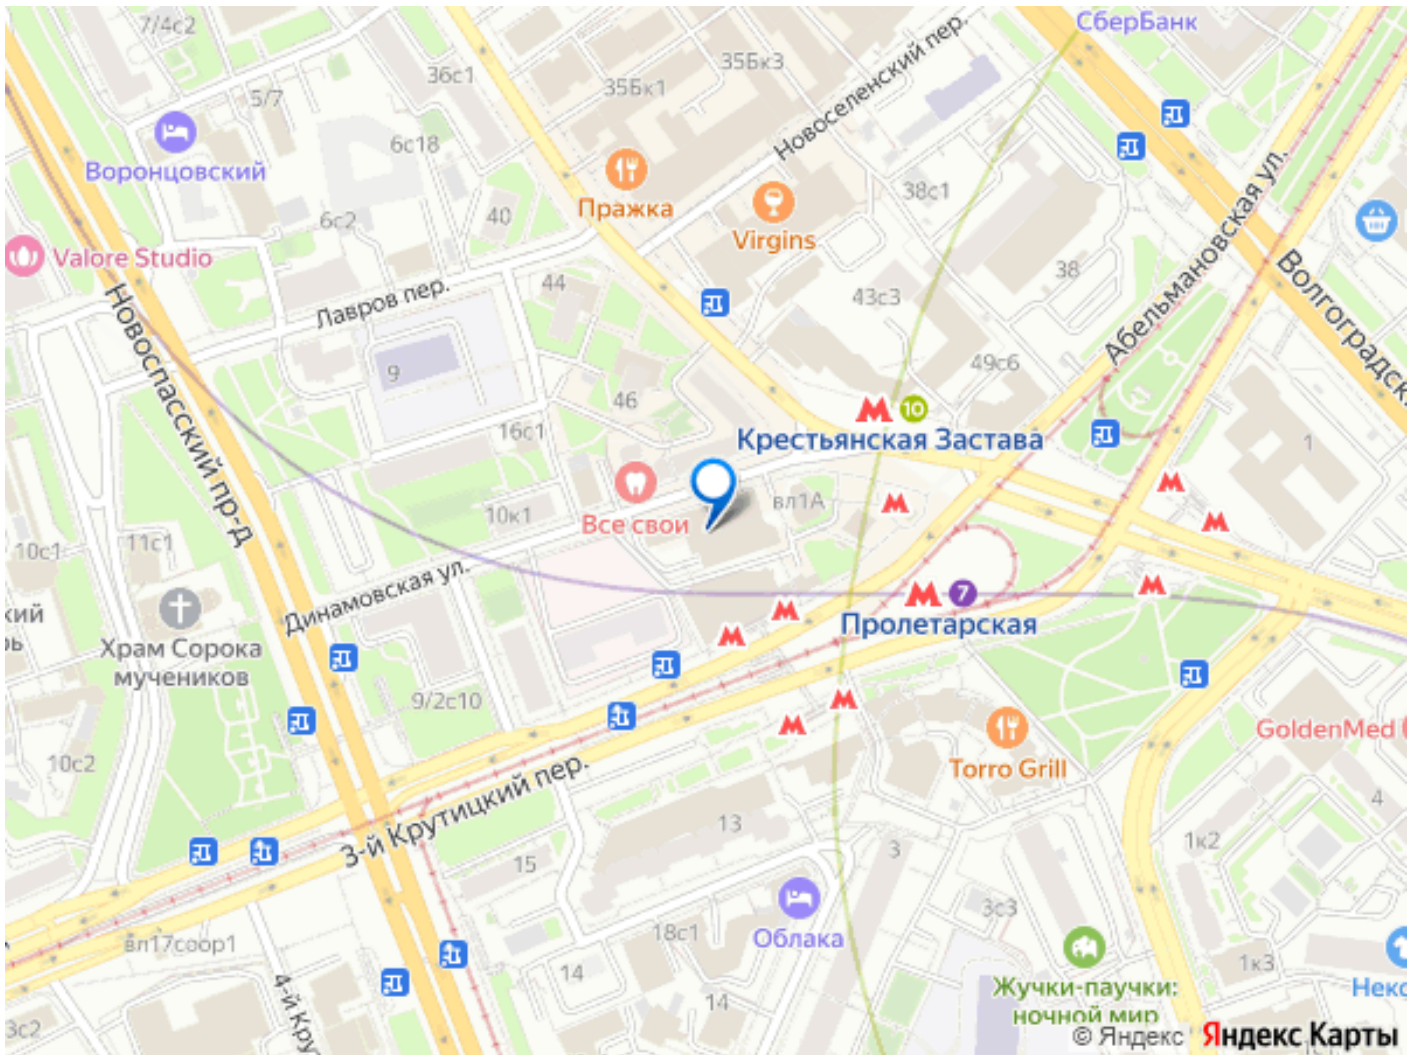 7/4с2
СберБанк
36с1
35Бк3
35Бк1
5/7
Новоселенский пер.
Воронцовский
6с18
Пражка
38с1
Virgins
6с2
40
Абельмановская ул.
Valore Studio
38
Волгоградск
44
43с3
Лавров пер.
Новоспасский пр-д
9
49с6
46
10
16с1
Крестьянская Застава
1
вл1А
10к1
Все свои
10с1
11с1
Динамовская ул.
7
Пролетарская
кий
рь
Храм Сорока
мучеников
9/2с10
GoldenMed
10с2
Torro Grill
3-й Крутицкий пер.
4
13
1к2
15
3
3с3
18с1
Облака
вл17соор1
14
14
1к3
4-й Кру
Жучки-паучки:
ночной мир
Неко
3с2
© Яндекс Яндекс Карты